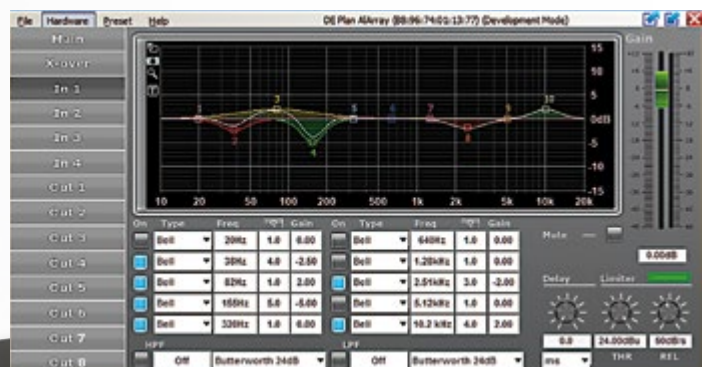 File Hardware Preset Help DE Plan AlArray (88:96:74:01:13:77) (Development Mode)
Main
X-over
In 1
In 2
In 3
In 4
Out 1
Out 2
Out 3
Out 4
Out 5
Out 6
Out 7
Out 8
15
10
5
0dB
-5
-10
-15
1 2 3 4 5 6 7 8 9 10
10 20 50 100 200 500 1k 2k 5k 10k 20k
On Type Freq Gain On Type Freq Gain
Bell 20Hz 1.0 0.00 Bell 640Hz 1.0 0.00
Bell 38Hz 4.0 -2.50 Bell 1.28kHz 1.0 0.00
Bell 82Hz 1.0 2.00 Bell 2.51kHz 3.0 -2.00
Bell 155Hz 5.0 -5.00 Bell 5.12kHz 1.0 0.00
Bell 320Hz 1.0 0.00 Bell 10.2 kHz 4.0 2.00
HPF LPF
Off Butterworth 24dB Off Butterworth 24dB
Gain
Mute
0.00dB
Delay Limiter
0.0 24.00dBu 90dB/s
ms THR REL